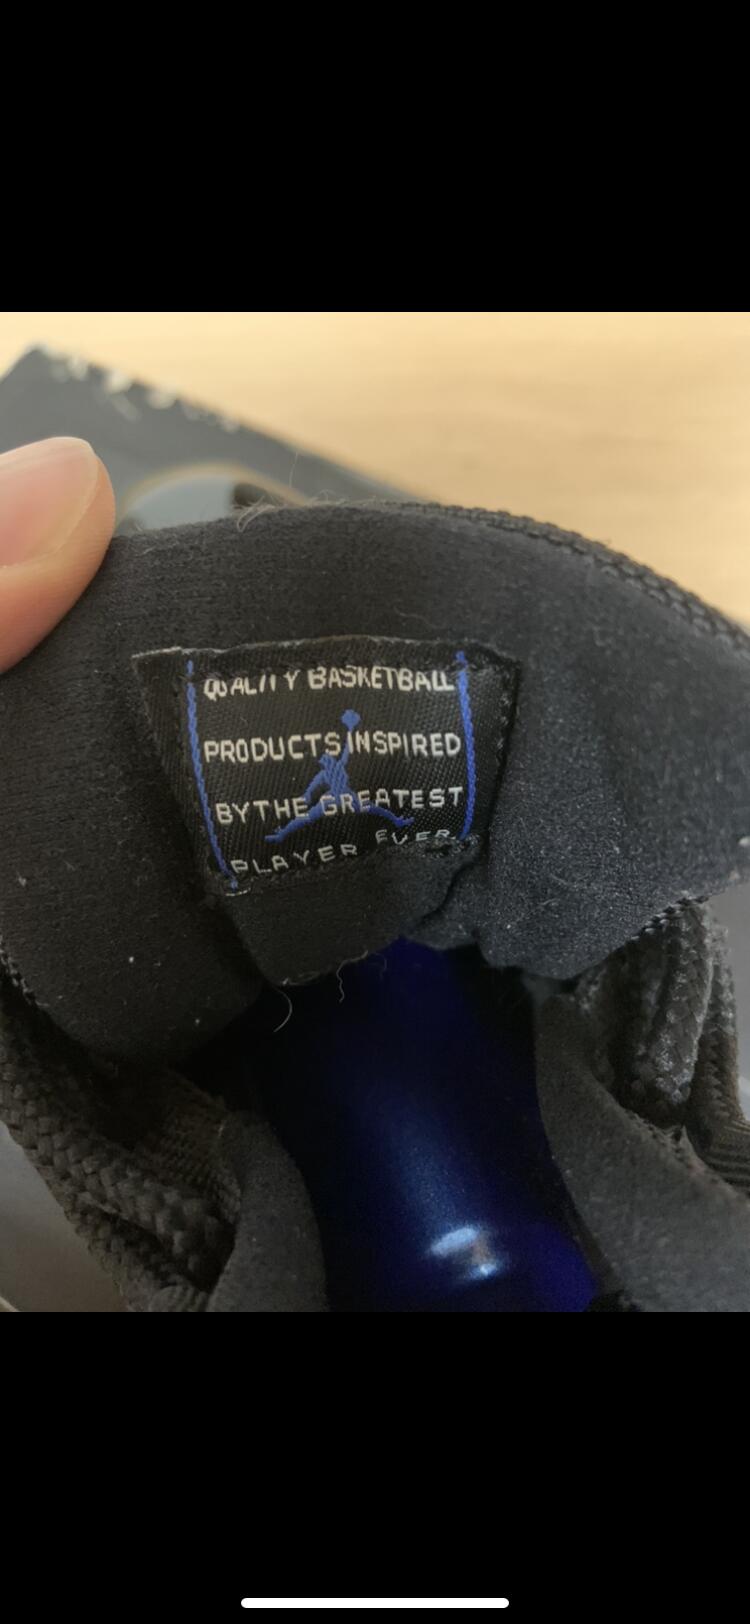 QUALITY BASKETBALL
PRODUCTS INSPIRED
BY THE GREATEST
PLAYER EVER